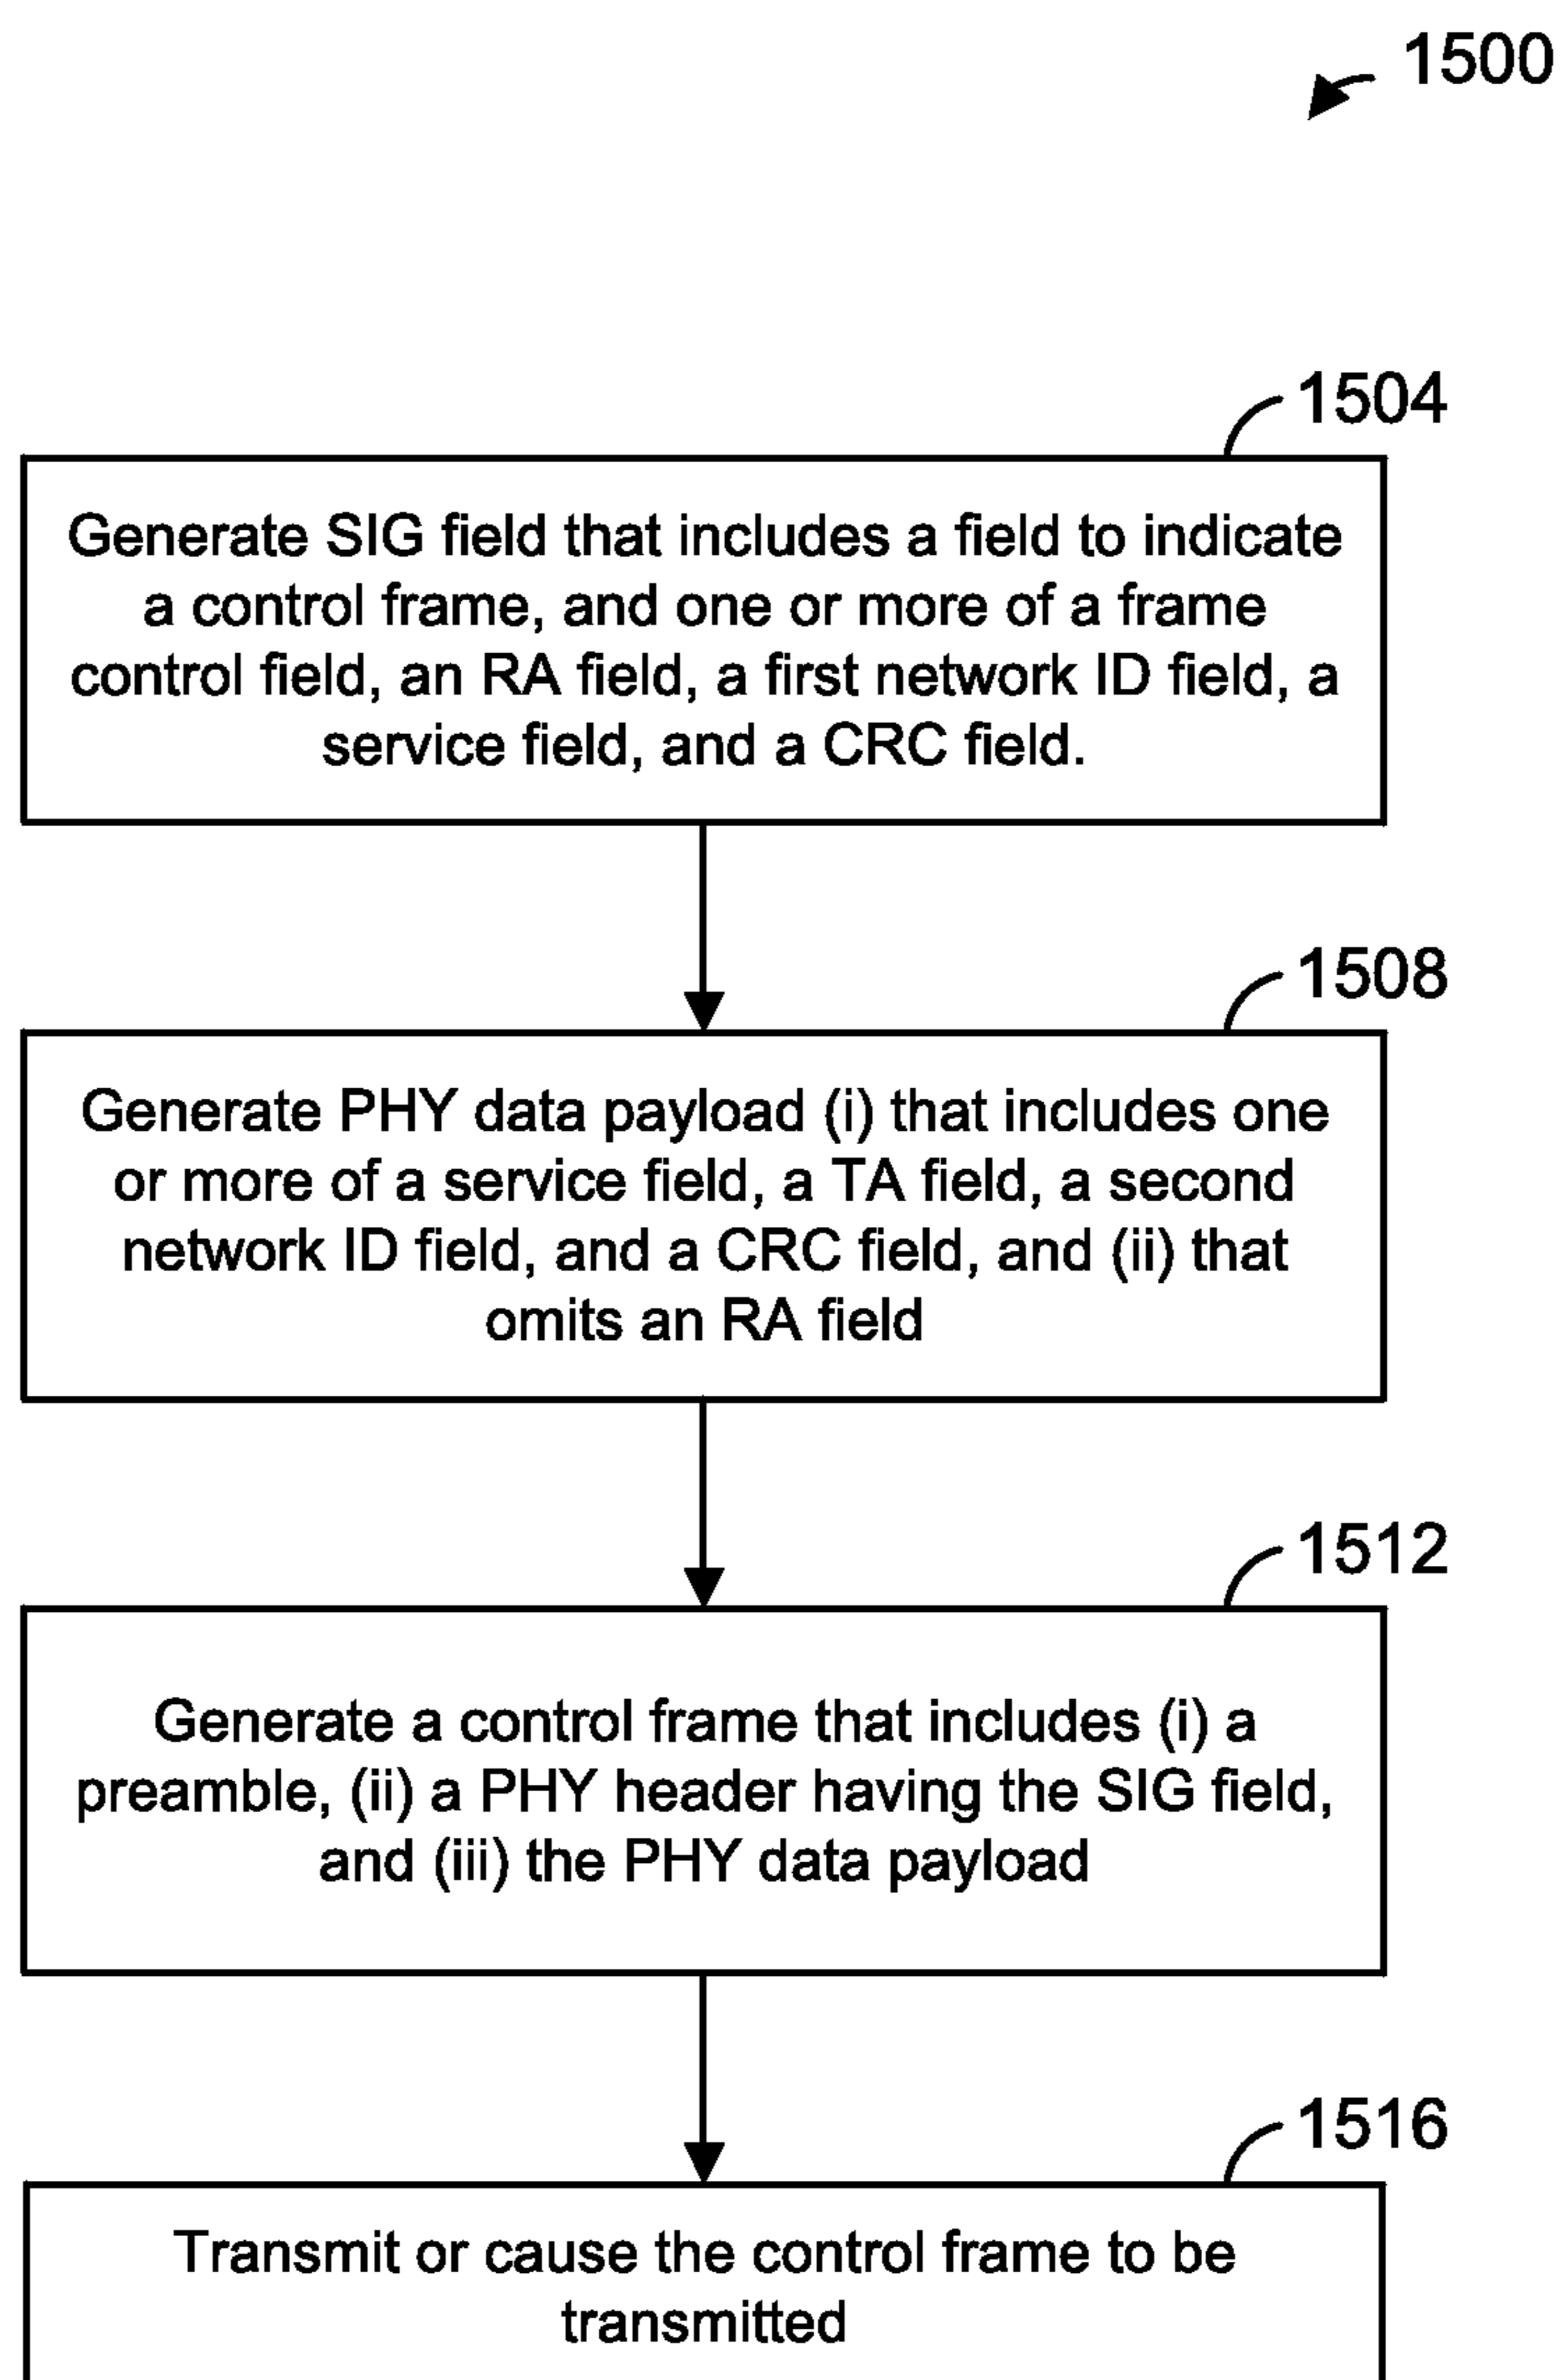 1500
1504
Generate SIG field that includes a field to indicate
a control frame, and one or more of a frame
control field, an RA field, a first network ID field, a
service field, and a CRC field.
1508
Generate PHY data payload (i) that includes one
or more of a service field, a TA field, a second
network ID field, and a CRC field, and (ii) that
omits an RA field
1512
Generate a control frame that includes (i) a
preamble, (ii) a PHY header having the SIG field,
and (iii) the PHY data payload
1516
Transmit or cause the control frame to be
transmitted